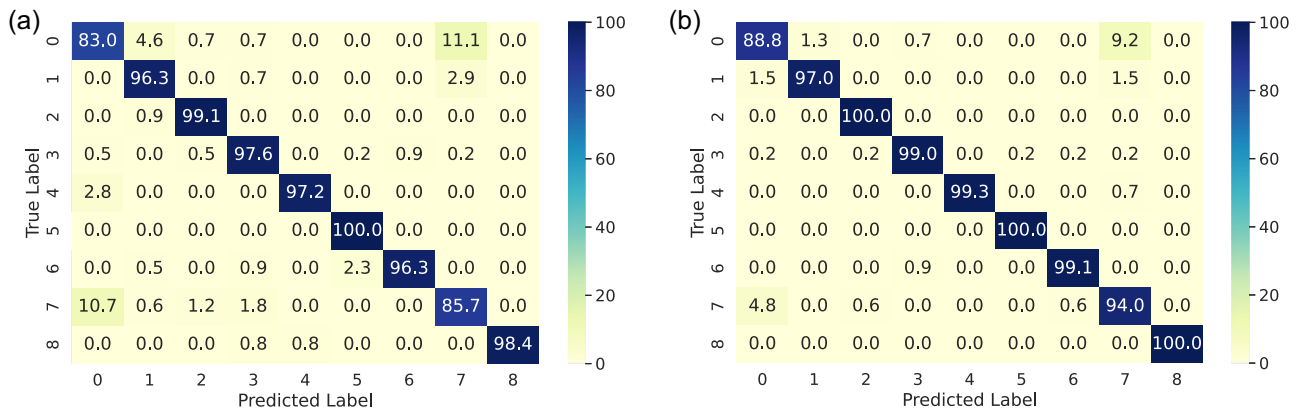 (a)
True Label
0 83.0 4.6 0.7 0.7 0.0 0.0 0.0 11.1 0.0
1 0.0 96.3 0.0 0.7 0.0 0.0 0.0 2.9 0.0
2 0.0 0.9 99.1 0.0 0.0 0.0 0.0 0.0 0.0
3 0.5 0.0 0.5 97.6 0.0 0.2 0.9 0.2 0.0
4 2.8 0.0 0.0 0.0 97.2 0.0 0.0 0.0 0.0
5 0.0 0.0 0.0 0.0 0.0 100.0 0.0 0.0 0.0
6 0.0 0.5 0.0 0.9 0.0 2.3 96.3 0.0 0.0
7 10.7 0.6 1.2 1.8 0.0 0.0 0.0 85.7 0.0
8 0.0 0.0 0.0 0.8 0.8 0.0 0.0 0.0 98.4
0 1 2 3 4 5 6 7 8
Predicted Label
100
80
60
40
20
0
(b)
True Label
0 88.8 1.3 0.0 0.7 0.0 0.0 0.0 9.2 0.0
1 1.5 97.0 0.0 0.0 0.0 0.0 0.0 1.5 0.0
2 0.0 0.0 100.0 0.0 0.0 0.0 0.0 0.0 0.0
3 0.2 0.0 0.2 99.0 0.0 0.2 0.2 0.2 0.0
4 0.0 0.0 0.0 0.0 99.3 0.0 0.0 0.7 0.0
5 0.0 0.0 0.0 0.0 0.0 100.0 0.0 0.0 0.0
6 0.0 0.0 0.0 0.9 0.0 0.0 99.1 0.0 0.0
7 4.8 0.0 0.6 0.0 0.0 0.0 0.6 94.0 0.0
8 0.0 0.0 0.0 0.0 0.0 0.0 0.0 0.0 100.0
0 1 2 3 4 5 6 7 8
Predicted Label
100
80
60
40
20
0